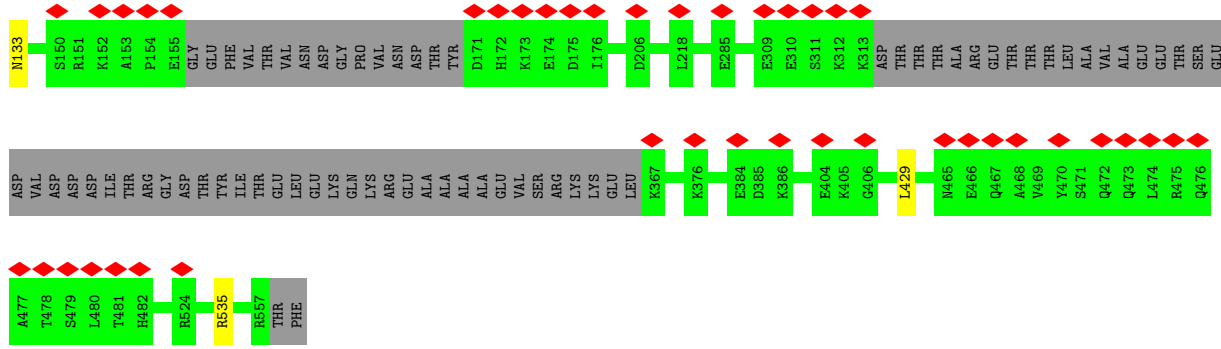 N133 S150 R151 K152 A153 P154 E155 GLY GLU PHE VAL THR VAL ASN ASP GLY PRO VAL ASN ASP THR TYR D171 H172 K173 E174 D175 I176 D206 L218 E285 E309 E310 S311 K312 K313 ASP THR THR THR ALA ARG GLU THR THR THR LEU ALA VAL ALA GLU GLU THR SER GLU
ASP VAL ASP ASP ASP ILE THR ARG GLY ASP THR TYR ILE THR GLU LEU GLU LYS GLN LYS ARG GLU ALA ALA ALA ALA GLU VAL SER ARG LYS LYS GLU LEU K367 K376 E384 D385 K386 E404 K405 G406 L429 N465 E466 Q467 A468 V469 Y470 S471 Q472 Q473 L474 R475 Q476
A477 T478 S479 L480 T481 H482 R524 R535 R557 THR PHE